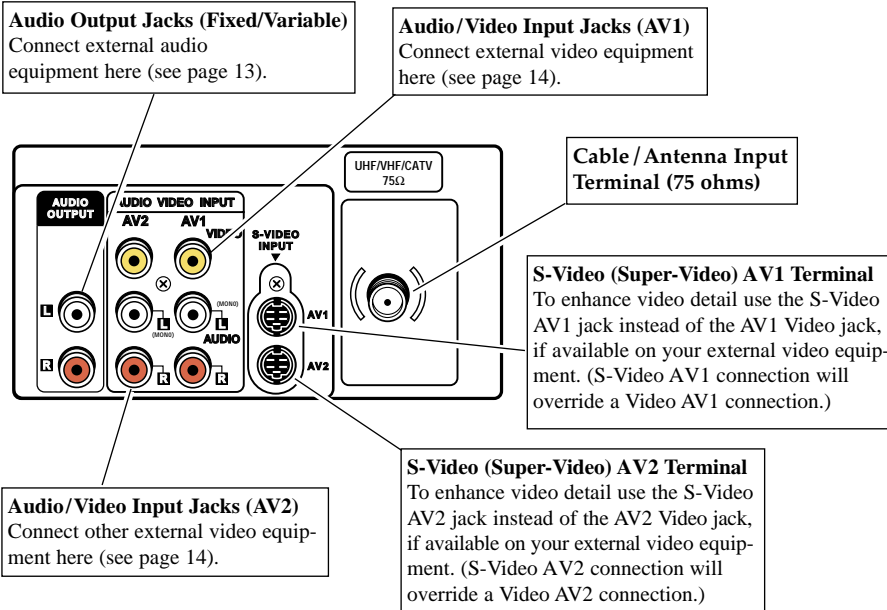 Audio Output Jacks (Fixed/Variable)
Connect external audio
equipment here (see page 13).
Audio/Video Input Jacks (AV1)
Connect external video equipment
here (see page 14).
Cable/Antenna Input
Terminal (75 ohms)
UHF/VHF/CATV
75Ω
AUDIO
OUTPUT
AUDIO VIDEO INPUT
AV2
AV1
VIDEO
S-VIDEO
INPUT
L
L
(MONO)
L
(MONO)
AUDIO
R
R
R
AV1
AV2
S-Video (Super-Video) AV1 Terminal
To enhance video detail use the S-Video
AV1 jack instead of the AV1 Video jack,
if available on your external video equip-
ment. (S-Video AV1 connection will
override a Video AV1 connection.)
Audio/Video Input Jacks (AV2)
Connect other external video equip-
ment here (see page 14).
S-Video (Super-Video) AV2 Terminal
To enhance video detail use the S-Video
AV2 jack instead of the AV2 Video jack,
if available on your external video equip-
ment. (S-Video AV2 connection will
override a Video AV2 connection.)